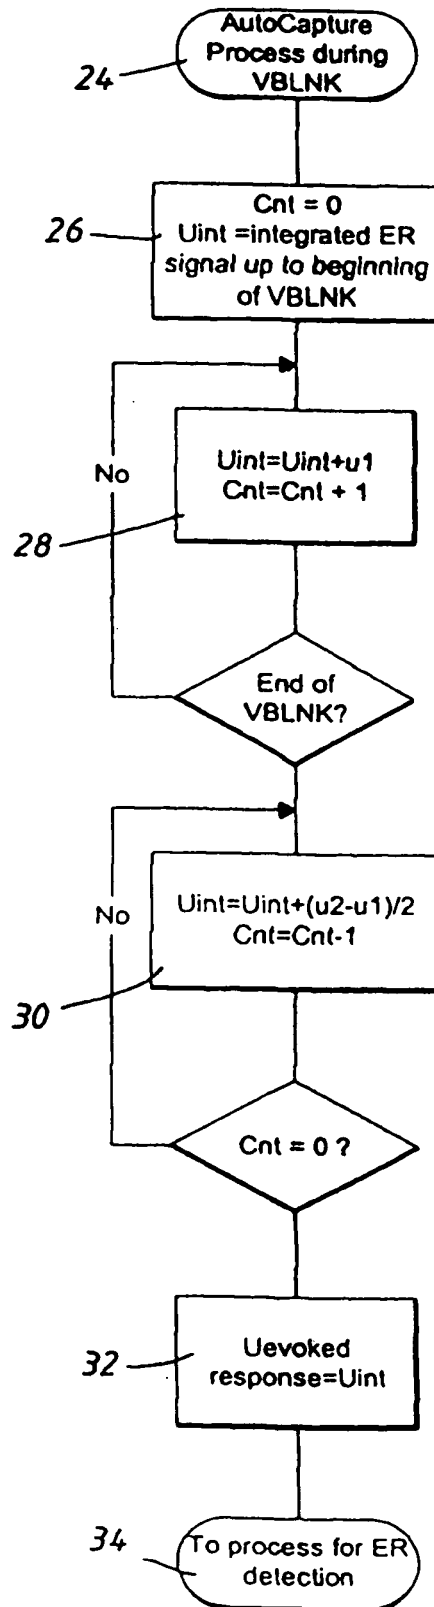 AutoCapture
Process during
VBLNK
24
Cnt = 0
Uint =integrated ER
signal up to beginning
of VBLNK
26
No
Uint=Uint+u1
Cnt=Cnt + 1
28
End of
VBLNK?
No
Uint=Uint+(u2-u1)/2
Cnt=Cnt-1
30
Cnt = 0 ?
32
Uevoked
response=Uint
34
To process for ER
detection